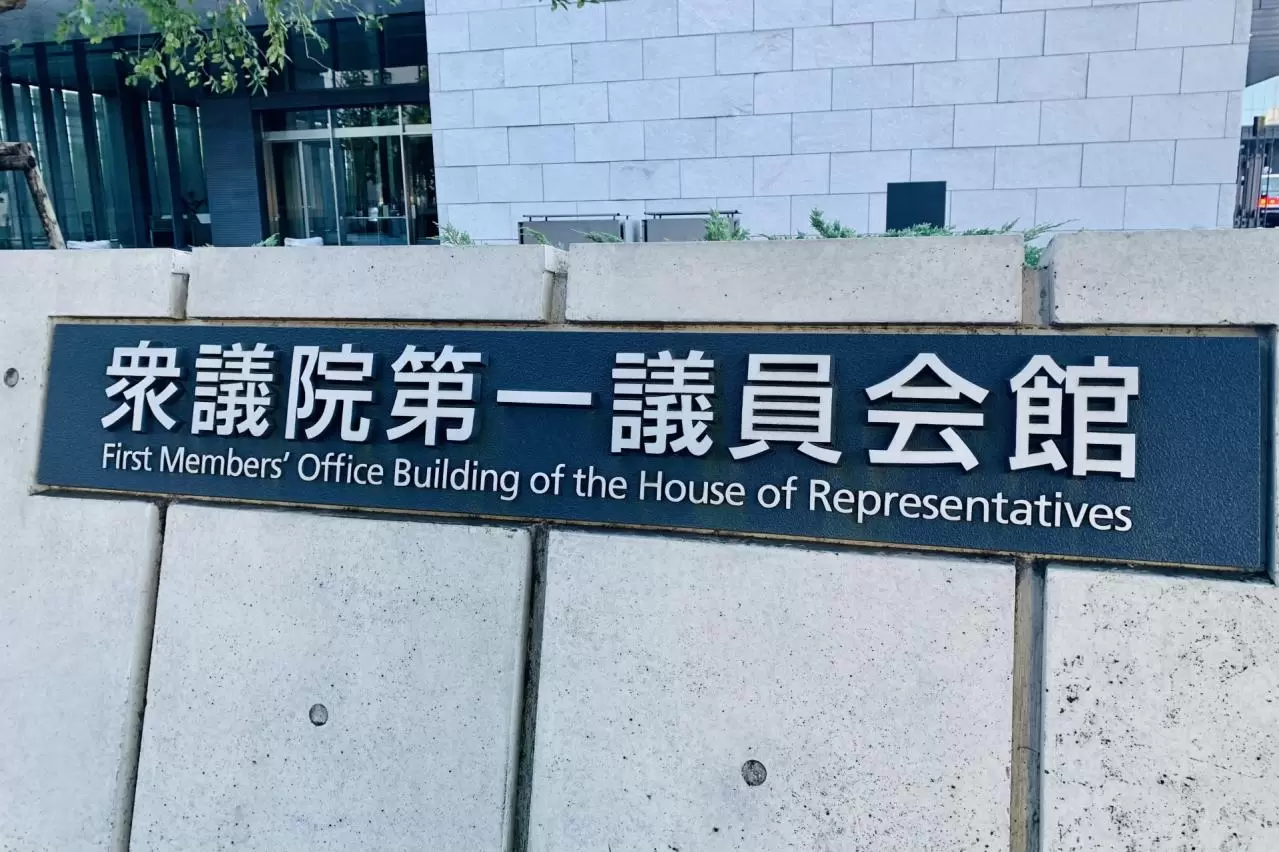 衆議院第一議員会館
First Members’ Office Building of the House of Representatives